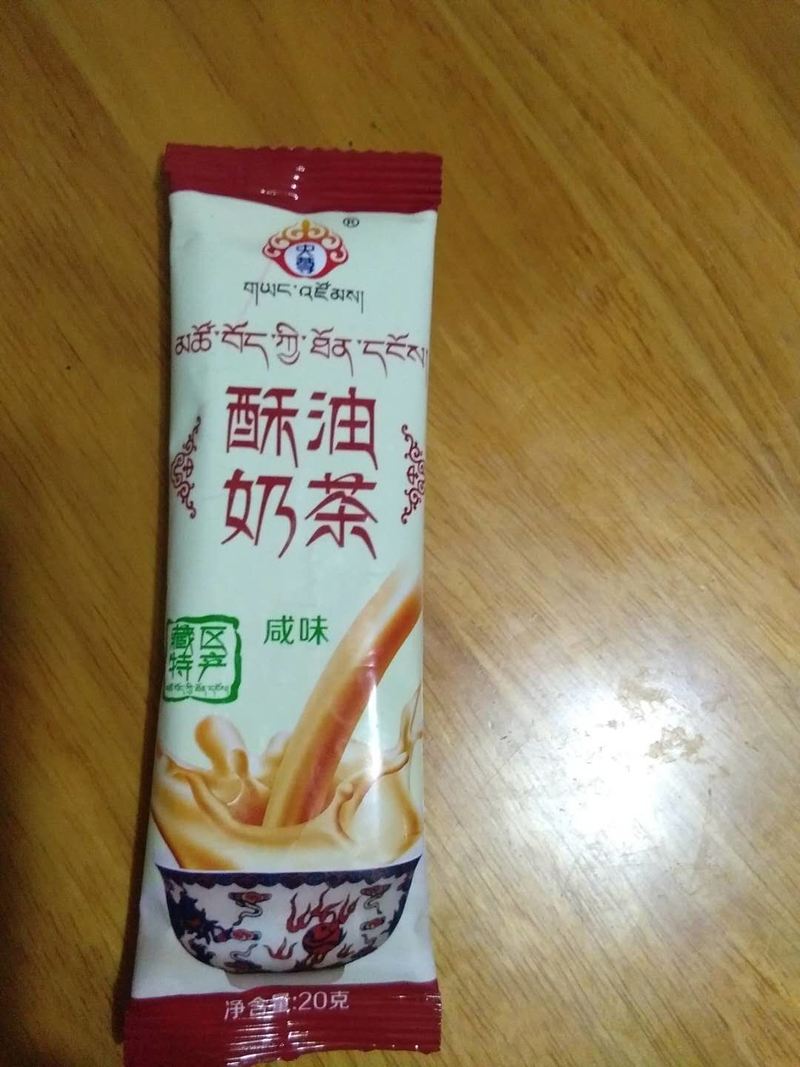 ®
གཡང་འཛོམས།
མཚོ་བོད་ཀྱི་ཐོན་དངོས།
酥油
奶茶
咸味
藏区
特产
净含量:20克